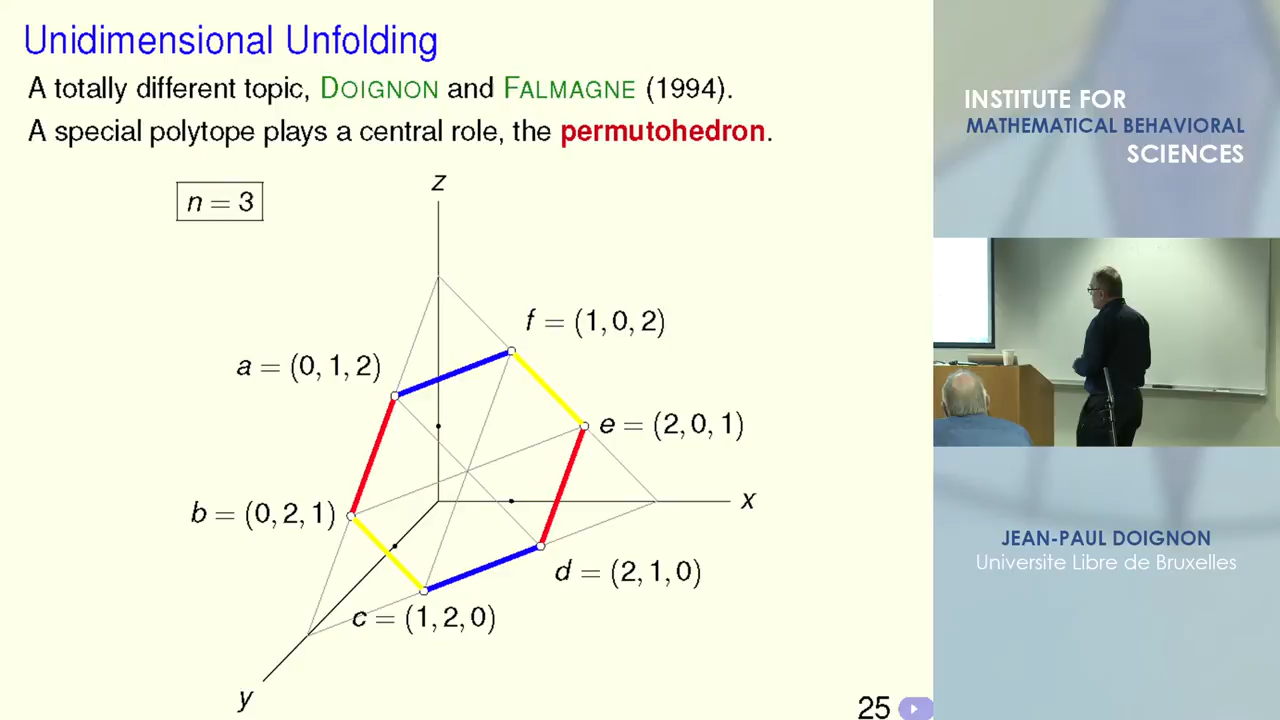 Unidimensional Unfolding
A totally different topic, DOIGNON and FALMAGNE (1994).
A special polytope plays a central role, the permutohedron.
n = 3
z
f = (1, 0, 2)
a = (0, 1, 2)
e = (2, 0, 1)
x
b = (0, 2, 1)
d = (2, 1, 0)
c = (1, 2, 0)
y
25
INSTITUTE FOR
MATHEMATICAL BEHAVIORAL
SCIENCES
JEAN-PAUL DOIGNON
Universite Libre de Bruxelles